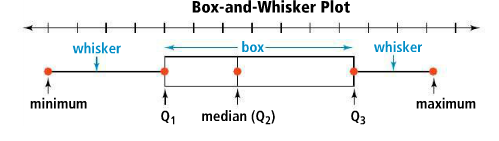 Box-and-Whisker Plot
whisker box whisker
minimum maximum
Q₁ median (Q₂) Q₃